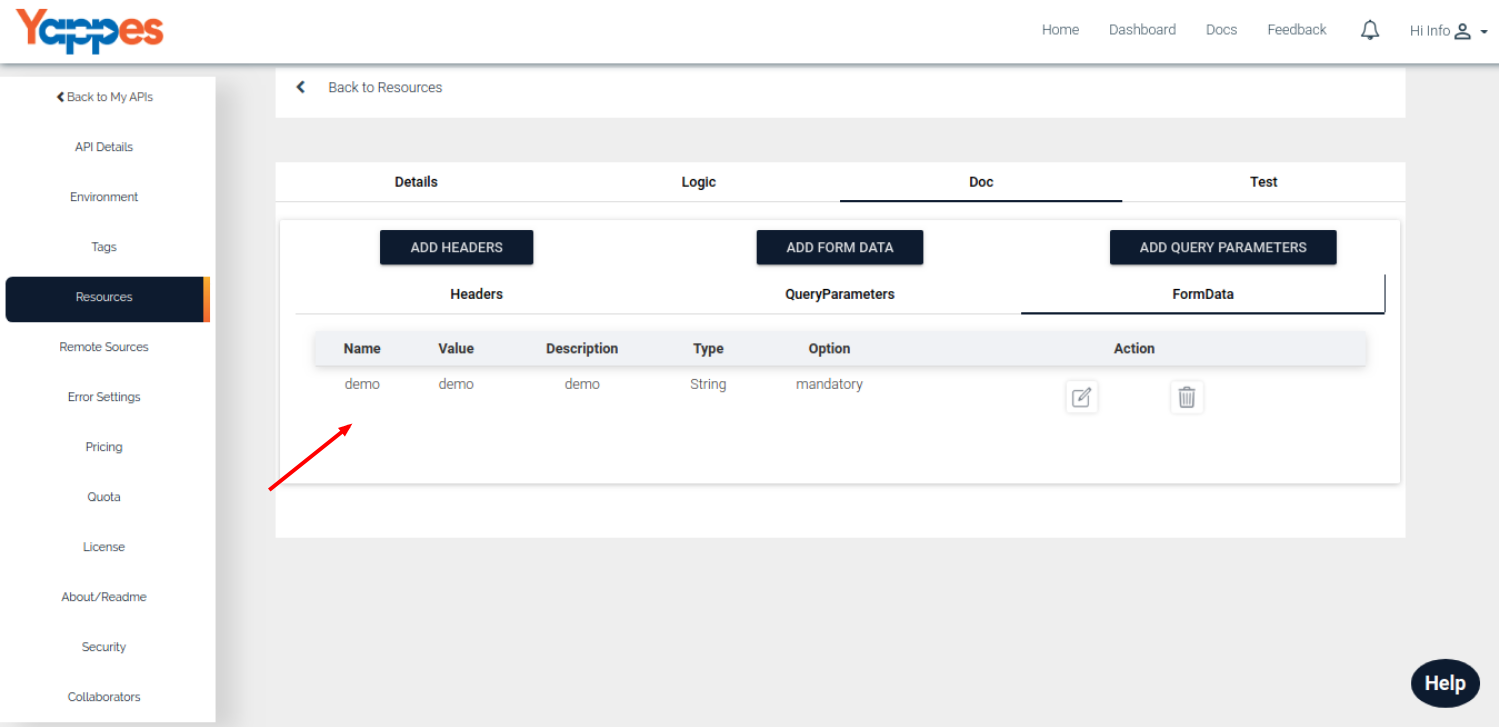 Yappes
Home Dashboard Docs Feedback Hi Info
Back to My APIs
API Details
Environment
Tags
Resources
Remote Sources
Error Settings
Pricing
Quota
License
About/Readme
Security
Collaborators
Back to Resources
Details Logic Doc Test
ADD HEADERS ADD FORM DATA ADD QUERY PARAMETERS
Headers QueryParameters FormData
Name Value Description Type Option Action
demo demo demo String mandatory
Help